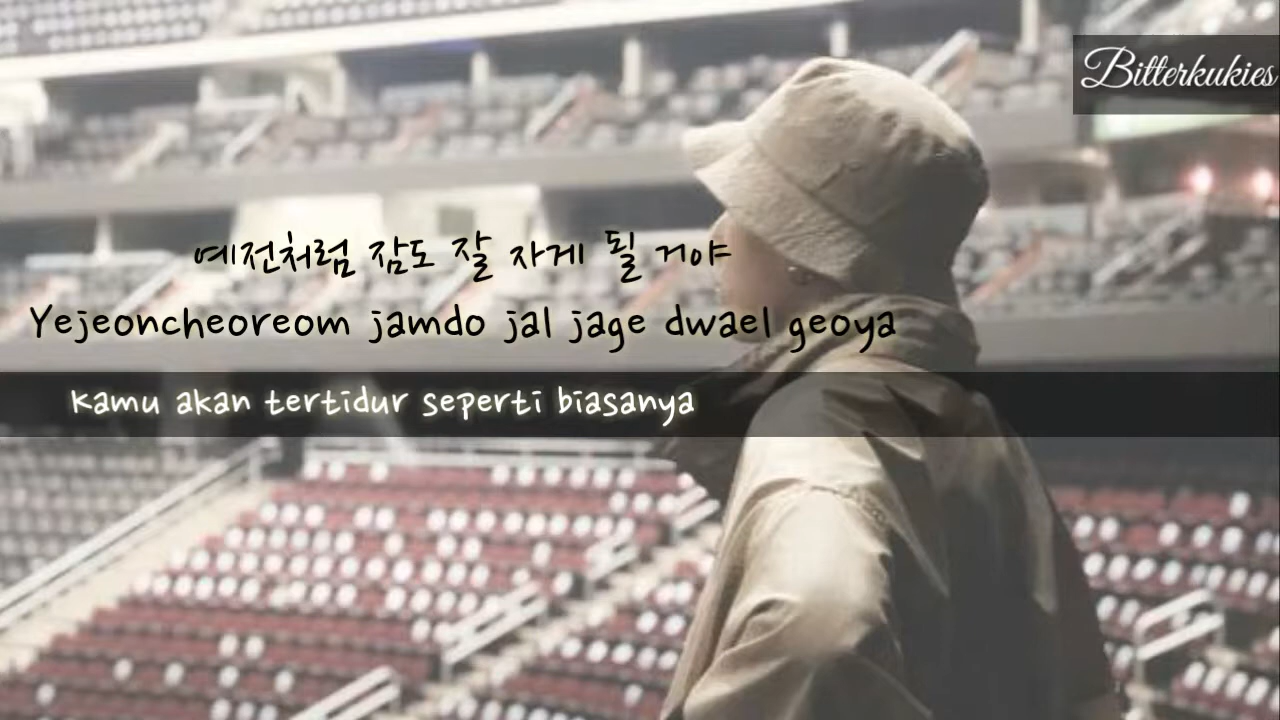 Bitterkukies
예전처럼 잠도 잘 자게 될 거야
Yejeoncheoreom jamdo jal jage dwael geoya
Kamu akan tertidur seperti biasanya